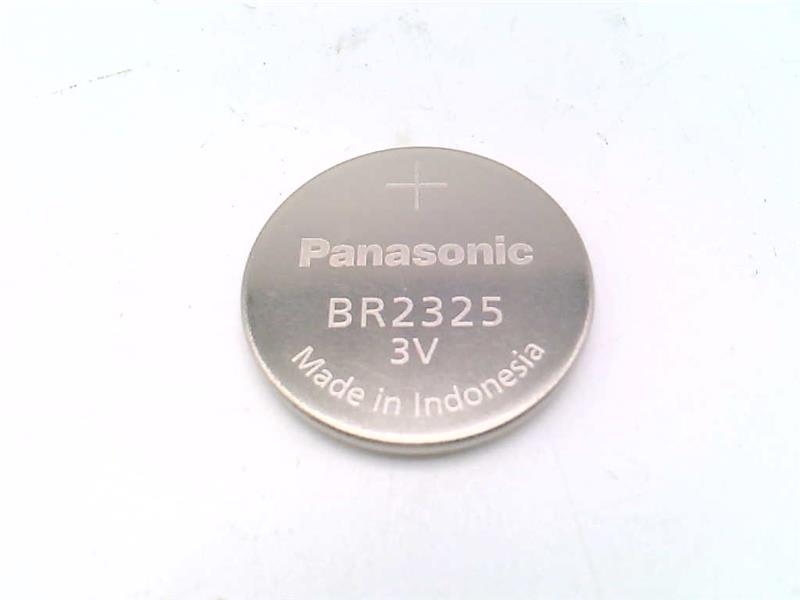 +
Panasonic
BR2325
3V
Made in Indonesia